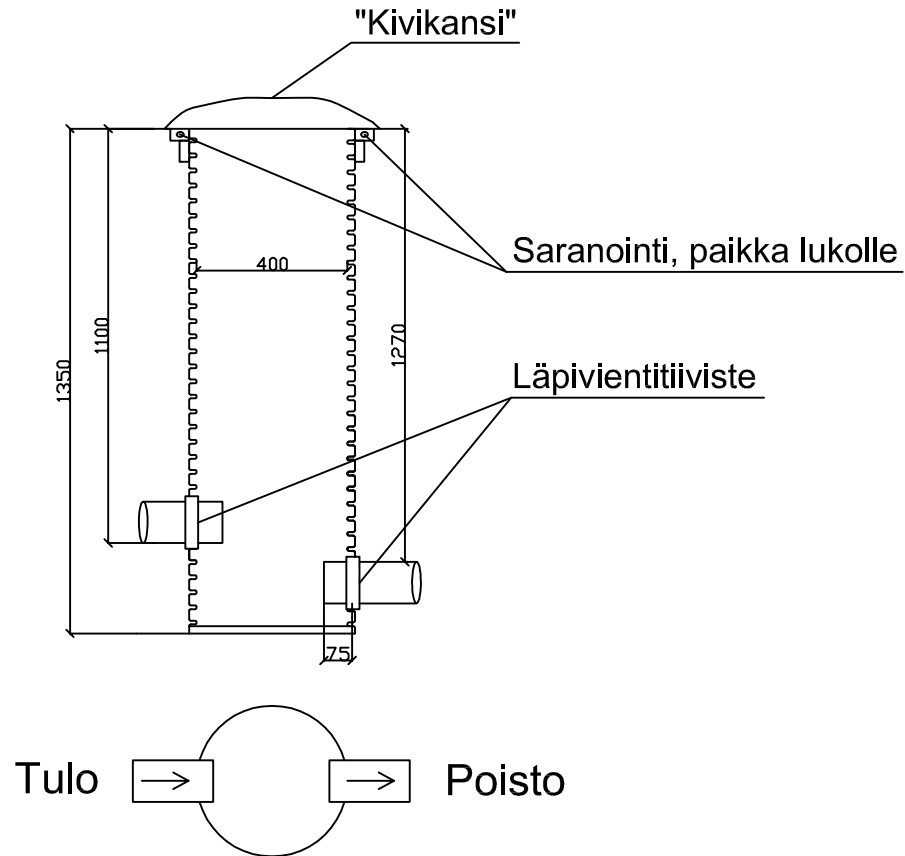 "Kivikansi"
Saranointi, paikka lukolle
400
1100
1270
1350
Läpivientitiiviste
75
Tulo
Poisto